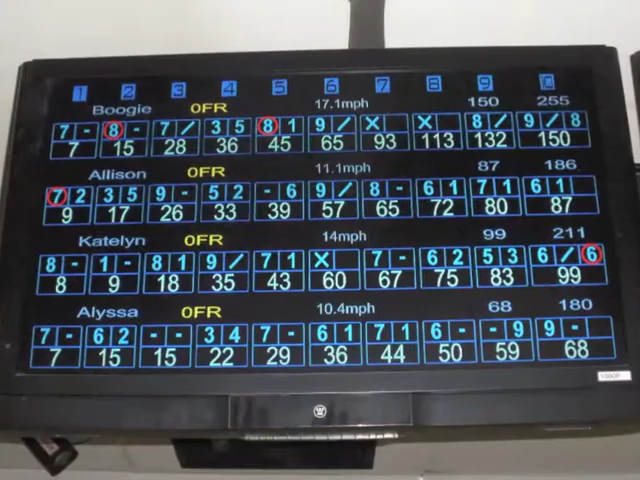 1 2 3 4 5 6 7 8 9 10
Boogie 0FR 17.1mph 150 255
7 - 8 - 7 / 3 5 8 1 9 / X X 8 / 9 / 8
7 15 28 36 45 65 93 113 132 150
Allison 0FR 11.1mph 87 186
7 2 3 5 9 - 5 2 - 6 9 / 8 - 6 1 7 1 6 1
9 17 26 33 39 57 65 72 80 87
Katelyn 0FR 14mph 99 211
8 - 1 - 8 1 9 / 7 1 X 7 - 6 2 5 3 6 / 6
8 9 18 35 43 60 67 75 83 99
Alyssa 0FR 10.4mph 68 180
7 - 6 2 - - 3 4 7 - 6 1 7 1 6 - - 9 9 -
7 15 15 22 29 36 44 50 59 68